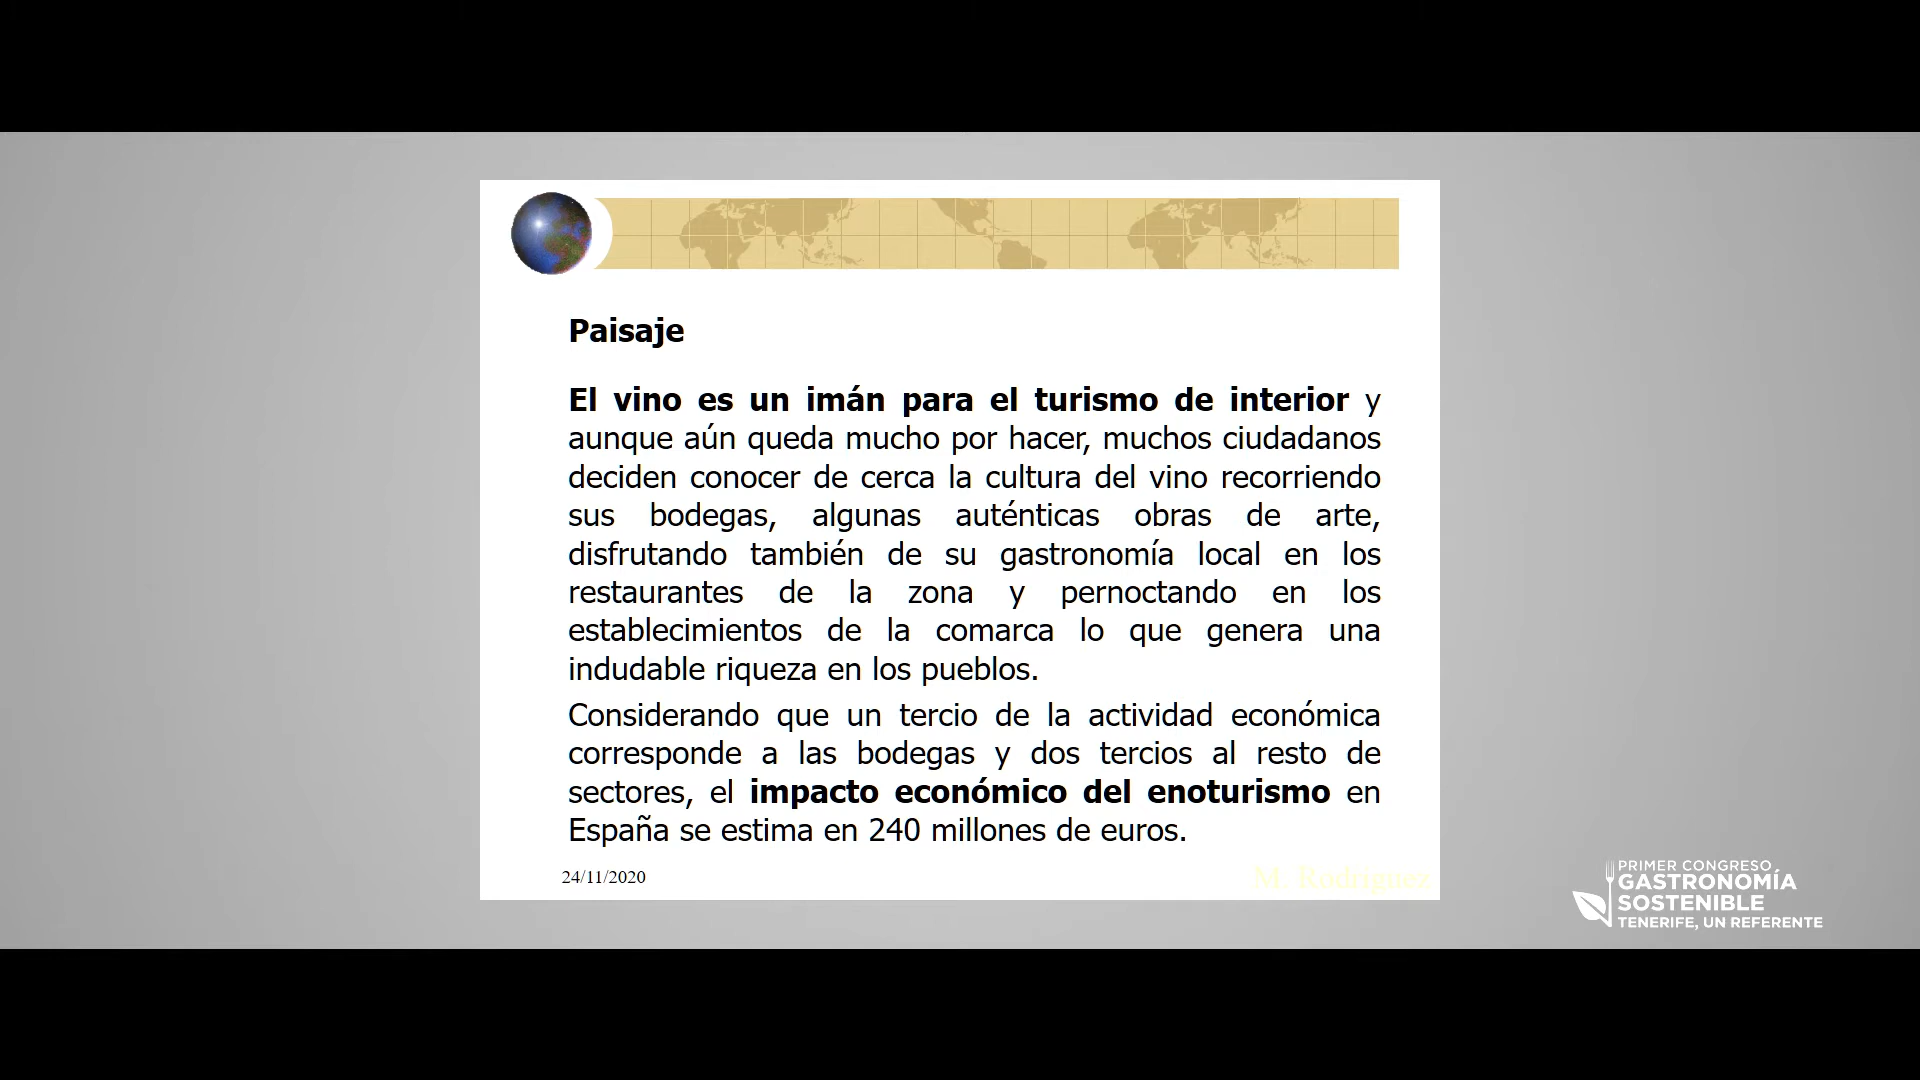 Paisaje
El vino es un imán para el turismo de interior y
aunque aún queda mucho por hacer, muchos ciudadanos
deciden conocer de cerca la cultura del vino recorriendo
sus bodegas, algunas auténticas obras de arte,
disfrutando también de su gastronomía local en los
restaurantes de la zona y pernoctando en los
establecimientos de la comarca lo que genera una
indudable riqueza en los pueblos.
Considerando que un tercio de la actividad económica
corresponde a las bodegas y dos tercios al resto de
sectores, el impacto económico del enoturismo en
España se estima en 240 millones de euros.
24/11/2020
M. Rodríguez
PRIMER CONGRESO
GASTRONOMÍA
SOSTENIBLE
TENERIFE, UN REFERENTE